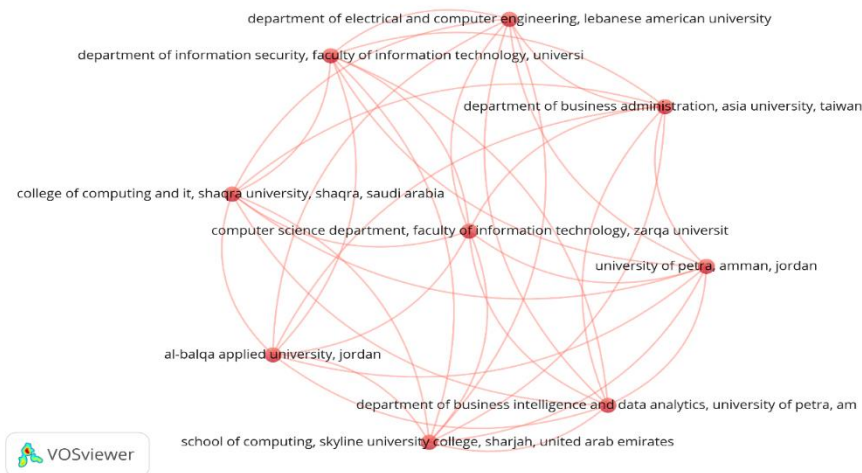 department of electrical and computer engineering, lebanese american university
department of information security, faculty of information technology, universi
department of business administration, asia university, taiwan
college of computing and it, shaqra university, shaqra, saudi arabia
computer science department, faculty of information technology, zarqa universit
university of petra, amman, jordan
al-balqa applied university, jordan
department of business intelligence and data analytics, university of petra, am
school of computing, skyline university college, sharjah, united arab emirates
VOSviewer